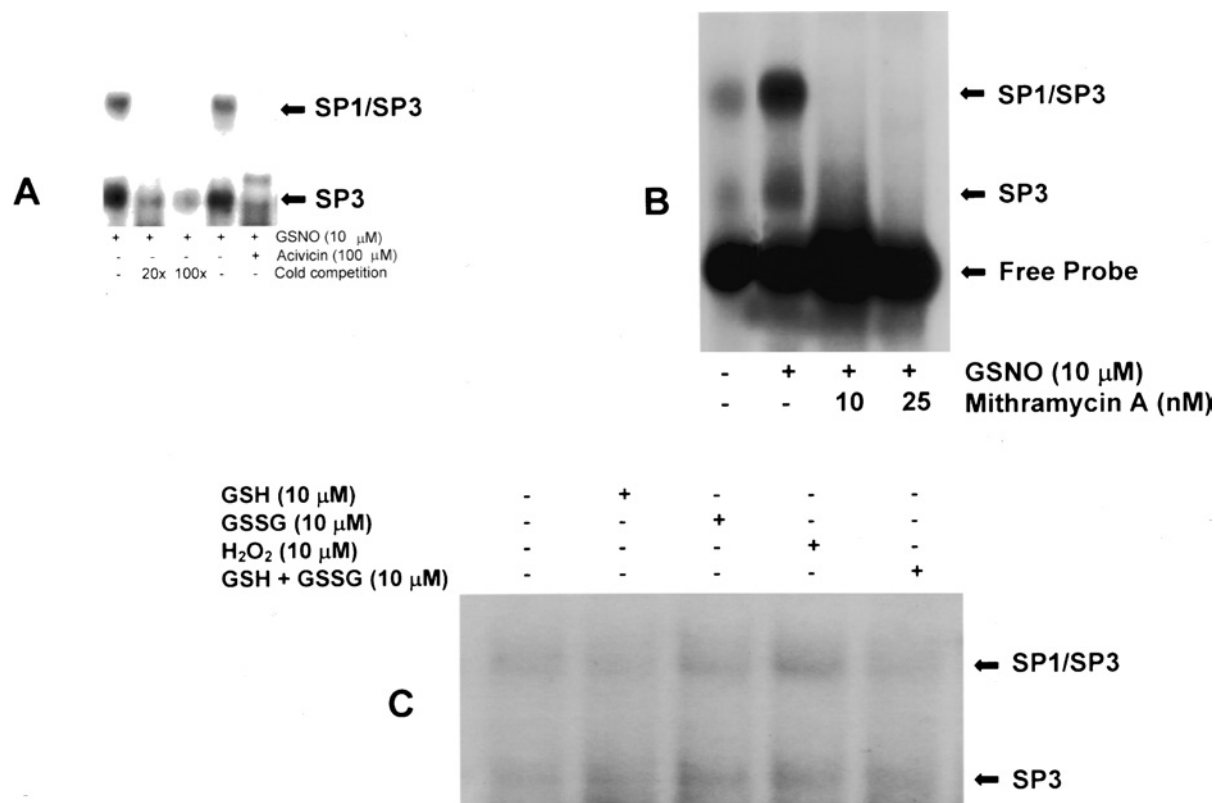 A
← SP1/SP3
← SP3
+ + + + + GSNO (10 μM)
- - - - + Acivicin (100 μM)
- 20x 100x - - Cold competition
B
← SP1/SP3
← SP3
← Free Probe
- + + + GSNO (10 μM)
- - 10 25 Mithramycin A (nM)
GSH (10 μM) - + - - -
GSSG (10 μM) - - + - -
H₂O₂ (10 μM) - - - + -
GSH + GSSG (10 μM) - - - - +
C
← SP1/SP3
← SP3